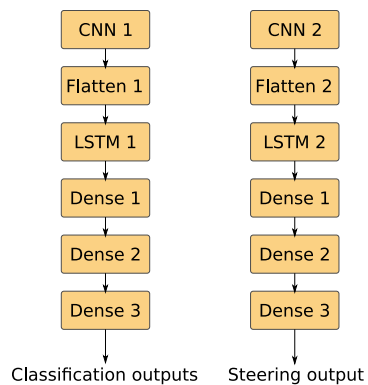 CNN 1
Flatten 1
LSTM 1
Dense 1
Dense 2
Dense 3
Classification outputs
CNN 2
Flatten 2
LSTM 2
Dense 1
Dense 2
Dense 3
Steering output